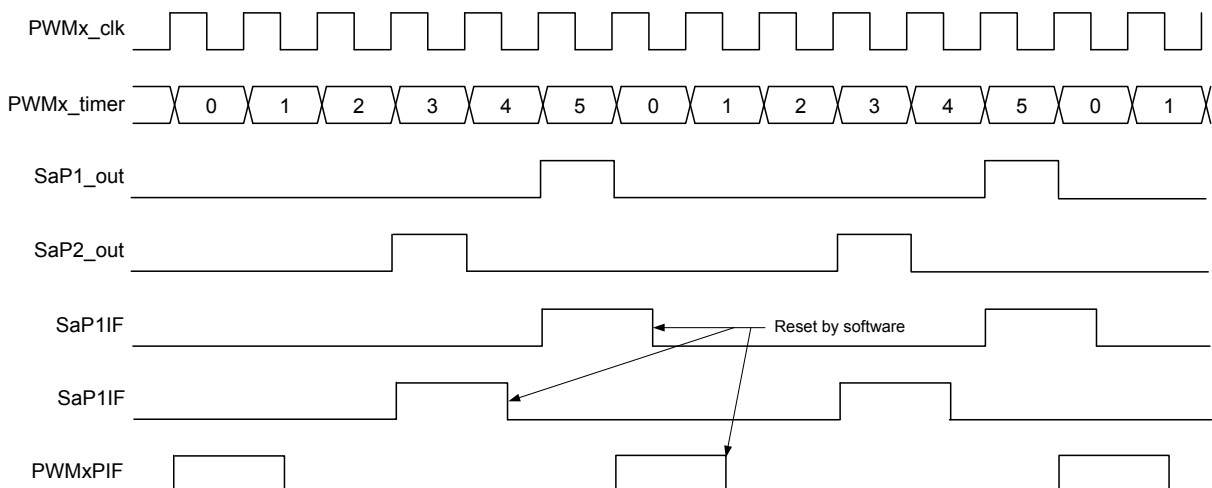 PWMx_clk
PWMx_timer 0 1 2 3 4 5 0 1 2 3 4 5 0 1
SaP1_out
SaP2_out
SaP1IF
Reset by software
SaP1IF
PWMxPIF